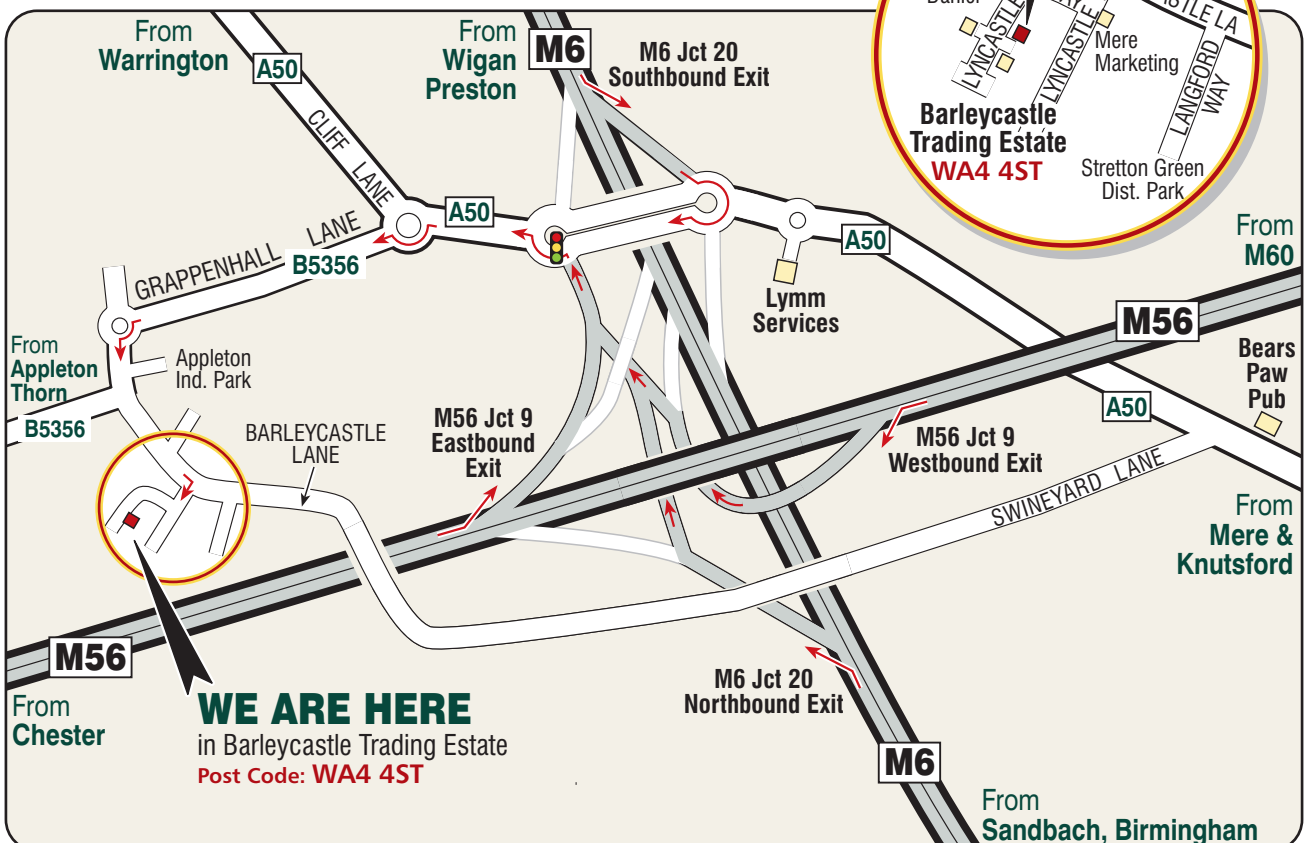 From
Warrington
A50
From
Wigan
Preston
M6
M6 Jct 20
Southbound Exit
LYNCASTLE
LYNCASTLE
Mere
Marketing
LANGFORD
WAY
Barleycastle
Trading Estate
WA4 4ST
Stretton Green
Dist. Park
CLIFF LANE
A50
GRAPPENHALL LANE
B5356
A50
Lymm
Services
From
M60
M56
From
Appleton
Thorn
Appleton
Ind. Park
B5356
Bears
Paw
Pub
A50
BARLEYCASTLE
LANE
M56 Jct 9
Eastbound
Exit
M56 Jct 9
Westbound Exit
SWINEYARD LANE
From
Mere &
Knutsford
M56
From
Chester
WE ARE HERE
in Barleycastle Trading Estate
Post Code: WA4 4ST
M6 Jct 20
Northbound Exit
M6
From
Sandbach, Birmingham